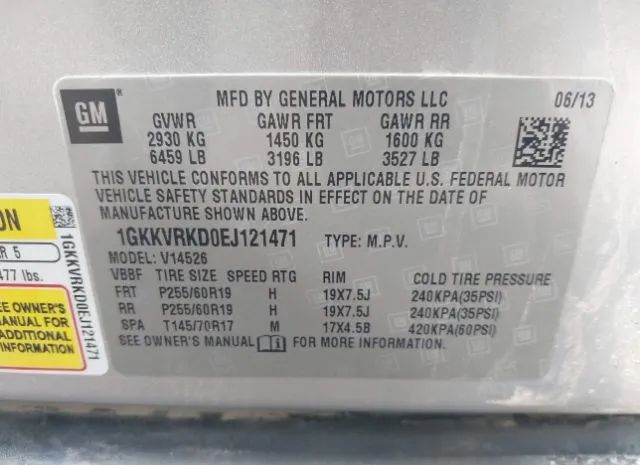 GM
MFD BY GENERAL MOTORS LLC 06/13
GVWR GAWR FRT GAWR RR
2930 KG 1450 KG 1600 KG
6459 LB 3196 LB 3527 LB
THIS VEHICLE CONFORMS TO ALL APPLICABLE U.S. FEDERAL MOTOR
VEHICLE SAFETY STANDARDS IN EFFECT ON THE DATE OF
MANUFACTURE SHOWN ABOVE.
1GKKVRKD0EJ121471 TYPE: M.P.V.
MODEL: V14526
VBBF TIRE SIZE SPEED RTG RIM COLD TIRE PRESSURE
FRT P255/60R19 H 19X7.5J 240KPA(35PSI)
RR P255/60R19 H 19X7.5J 240KPA(35PSI)
SPA T145/70R17 M 17X4.5B 420KPA(60PSI)
SEE OWNER'S MANUAL i FOR MORE INFORMATION.
ON
R 5
477 lbs.
SEE OWNER'S
MANUAL FOR
ADDITIONAL
INFORMATION
1GKKVRKD0EJ121471